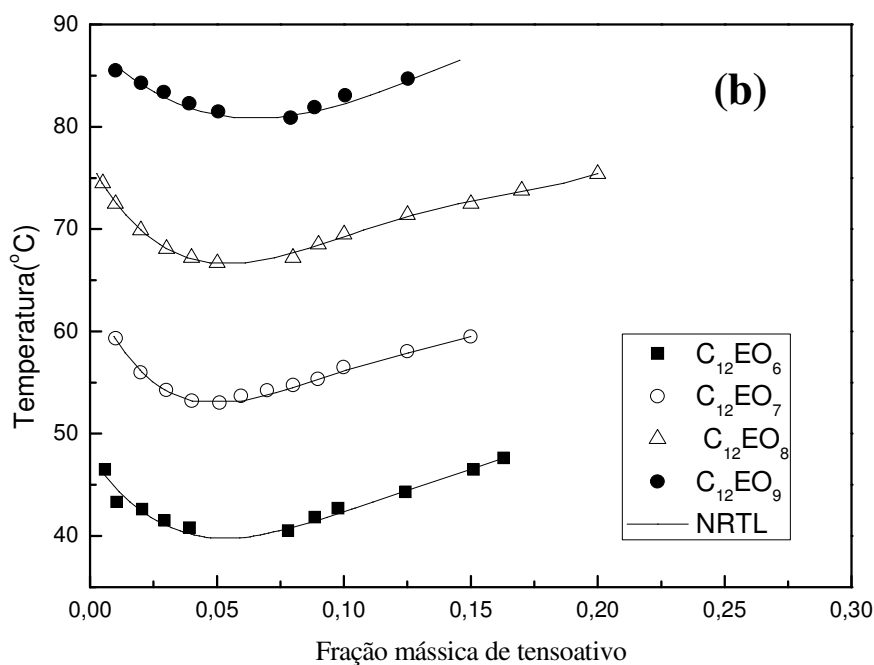 (b)
Temperatura(°C)
90
80
70
60
50
40
0,00
0,05
0,10
0,15
0,20
0,25
0,30
Fração mássica de tensoativo
C₁₂EO₆
C₁₂EO₇
C₁₂EO₈
C₁₂EO₉
NRTL